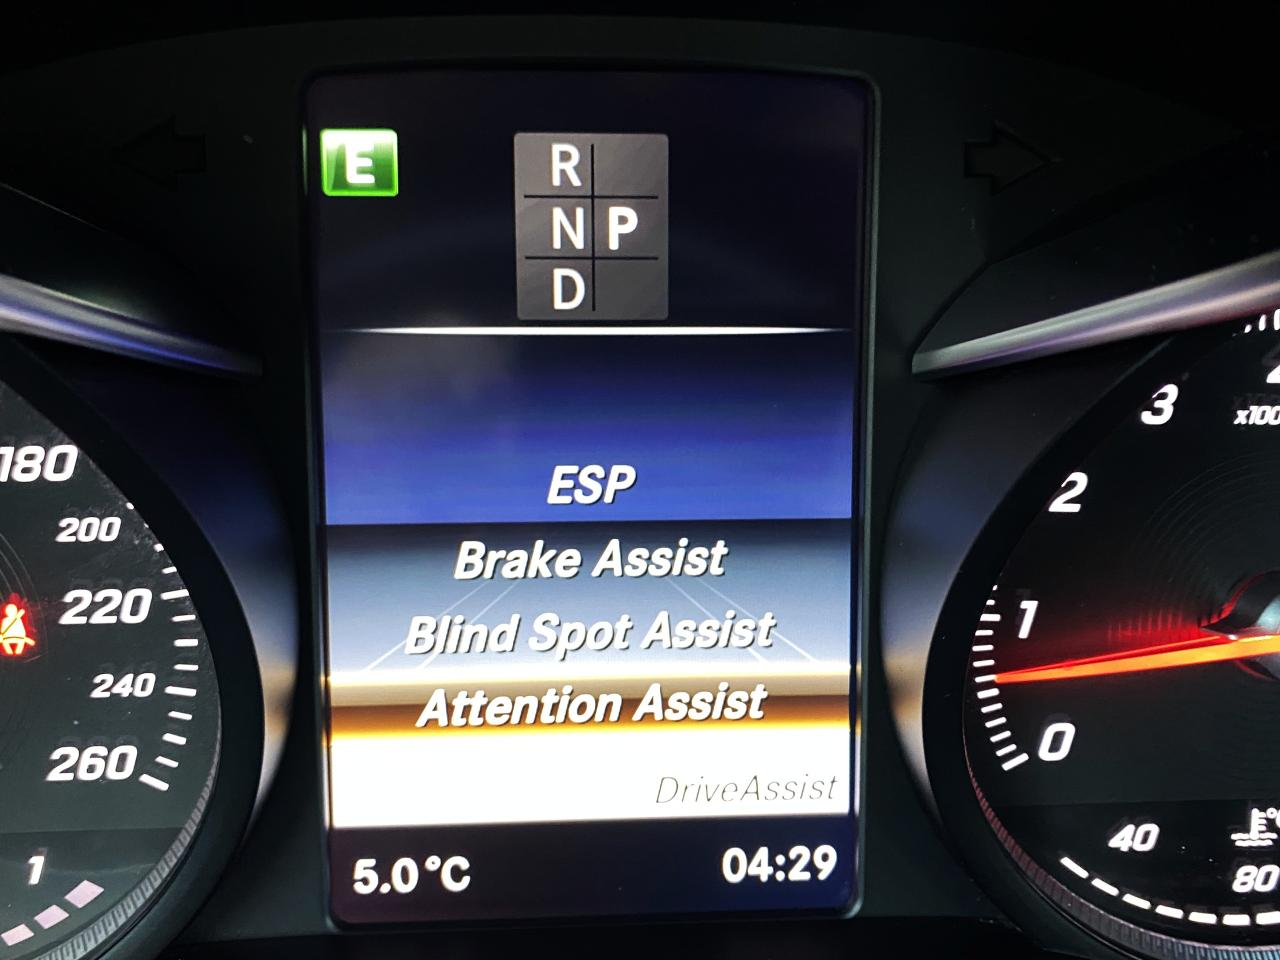 E
R
N P
D
ESP
Brake Assist
Blind Spot Assist
Attention Assist
DriveAssist
5.0°C
04:29
180
200
220
240
260
1
3
2
1
0
40
80